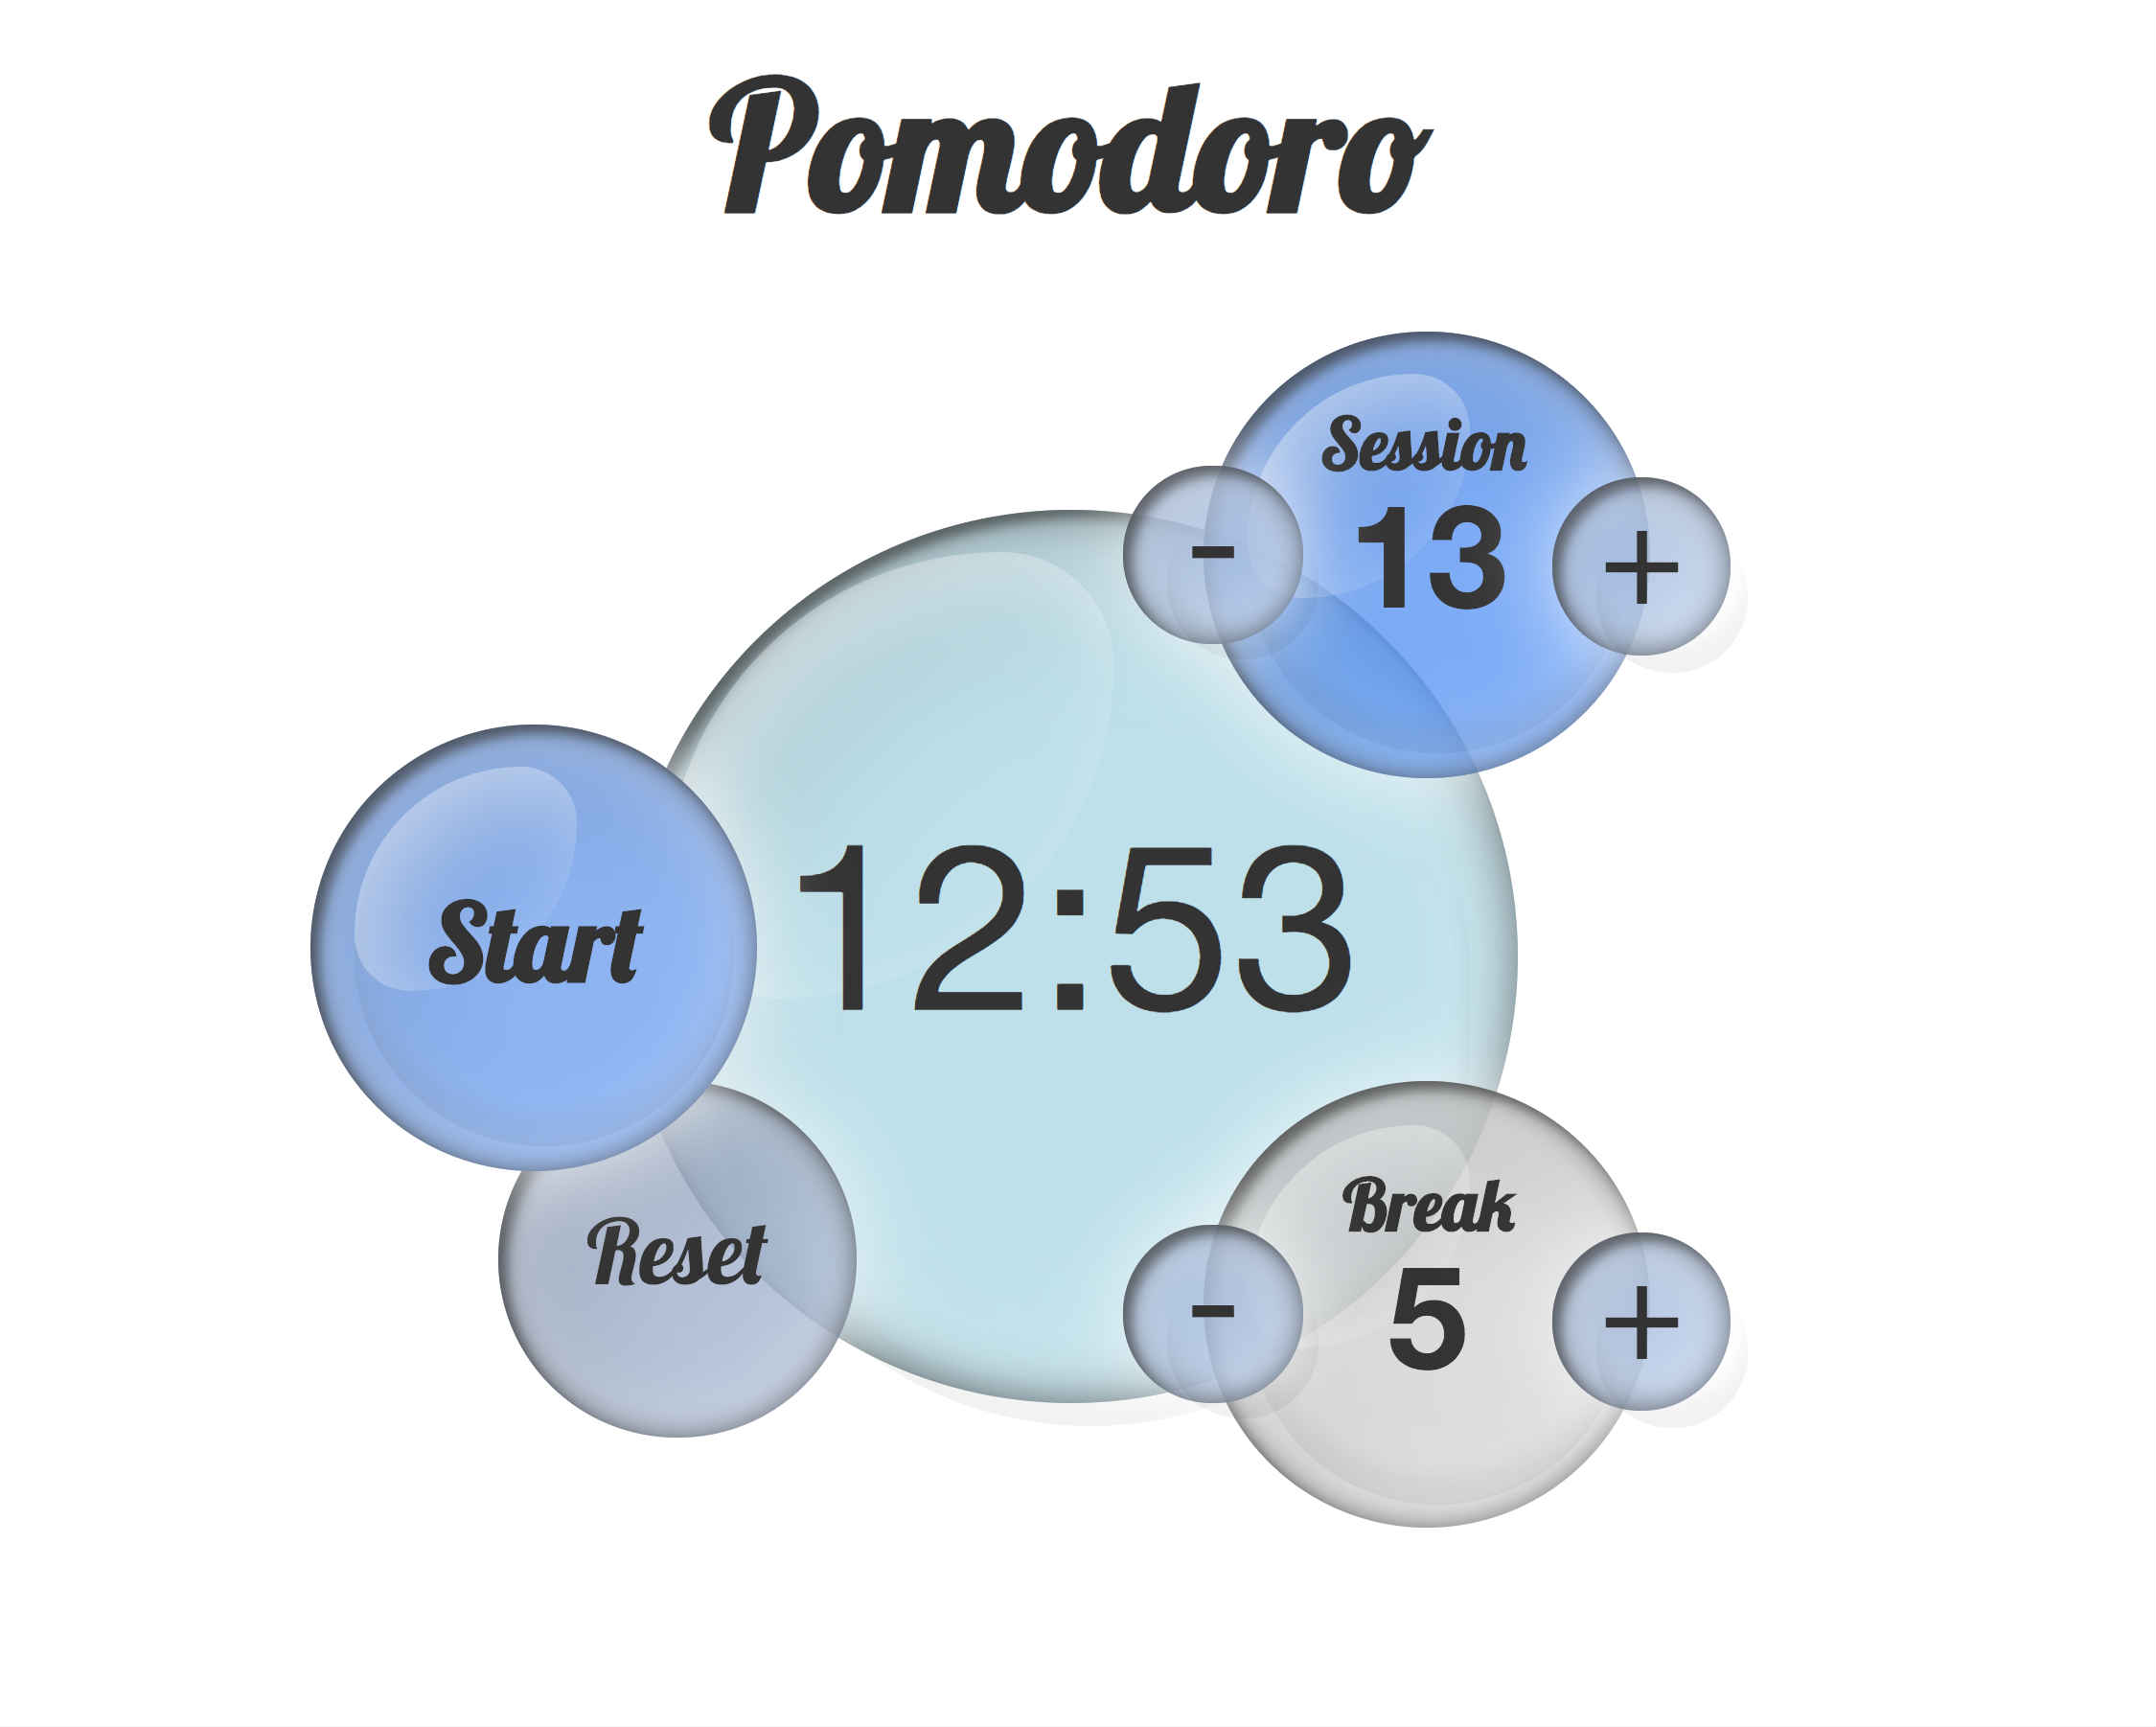 Pomodoro
Session
- 13 +
Start
12:53
Break
Reset
- 5 +